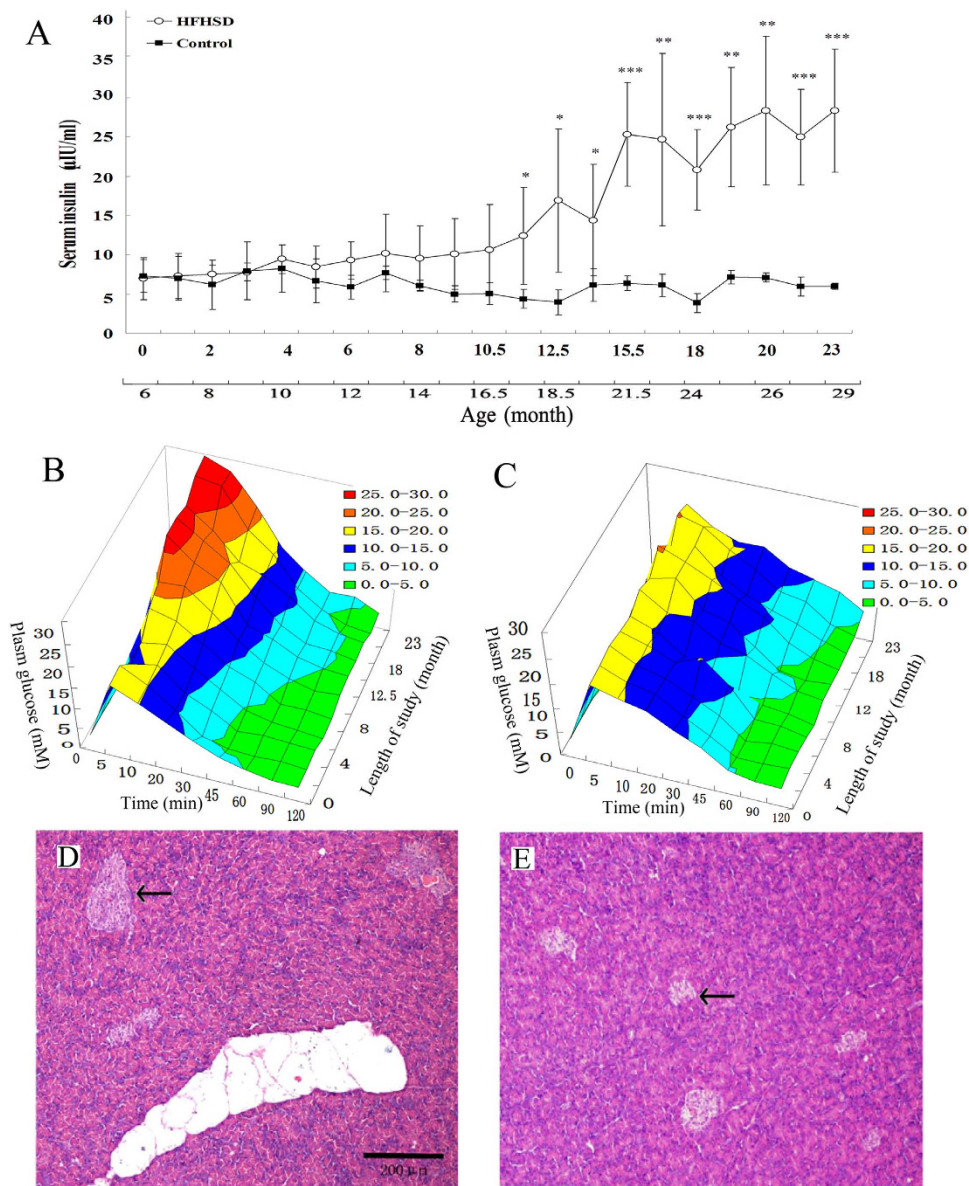 A
HFHSD
Control
Serum insulin (μIU/ml)
40
35
30
25
20
15
10
5
0
* * * *** ** *** ** ** *** ***
0 2 4 6 8 10.5 12.5 15.5 18 20 23
6 8 10 12 14 16.5 18.5 21.5 24 26 29
Age (month)
B
25. 0-30. 0
20. 0-25. 0
15. 0-20. 0
10. 0-15. 0
5. 0-10. 0
0. 0-5. 0
Plasm glucose (mM)
30
25
20
15
10
5
0
0 5 10 20 30 45 60 90 120
Time (min)
0 4 8 12.5 18 23
Length of study (month)
C
25. 0-30. 0
20. 0-25. 0
15. 0-20. 0
10. 0-15. 0
5. 0-10. 0
0. 0-5. 0
Plasm glucose (mM)
30
25
20
15
10
5
0
0 5 10 20 30 45 60 90 120
Time (min)
0 4 8 12 18 23
Length of study (month)
D
200 μm
E